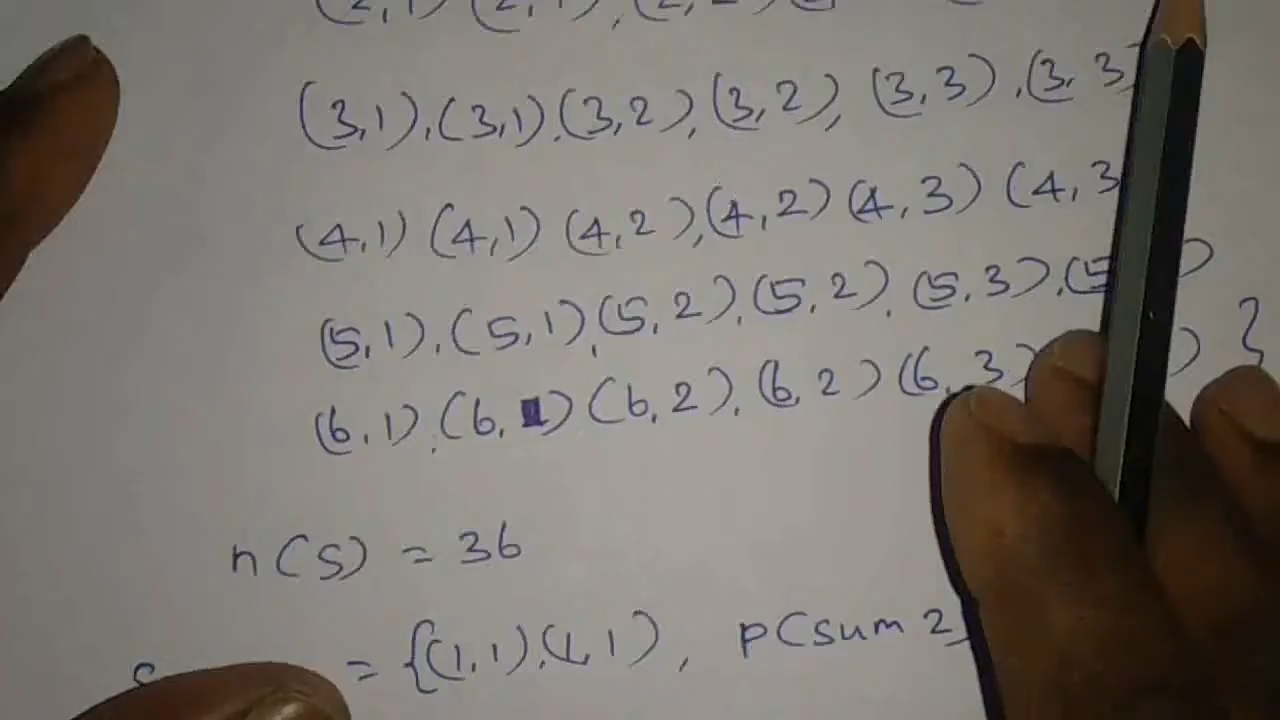 (3,1), (3,1), (3,2), (3,2), (3,3), (3,3
(4,1) (4,1) (4,2), (4,2) (4,3) (4,3
(5,1), (5,1), (5,2), (5,2), (5,3), (5 )
(6,1), (6,1) (6,2), (6,2) (6,3) ) }
n(S) = 36
= {(1,1), (1,1), P(sum 2)